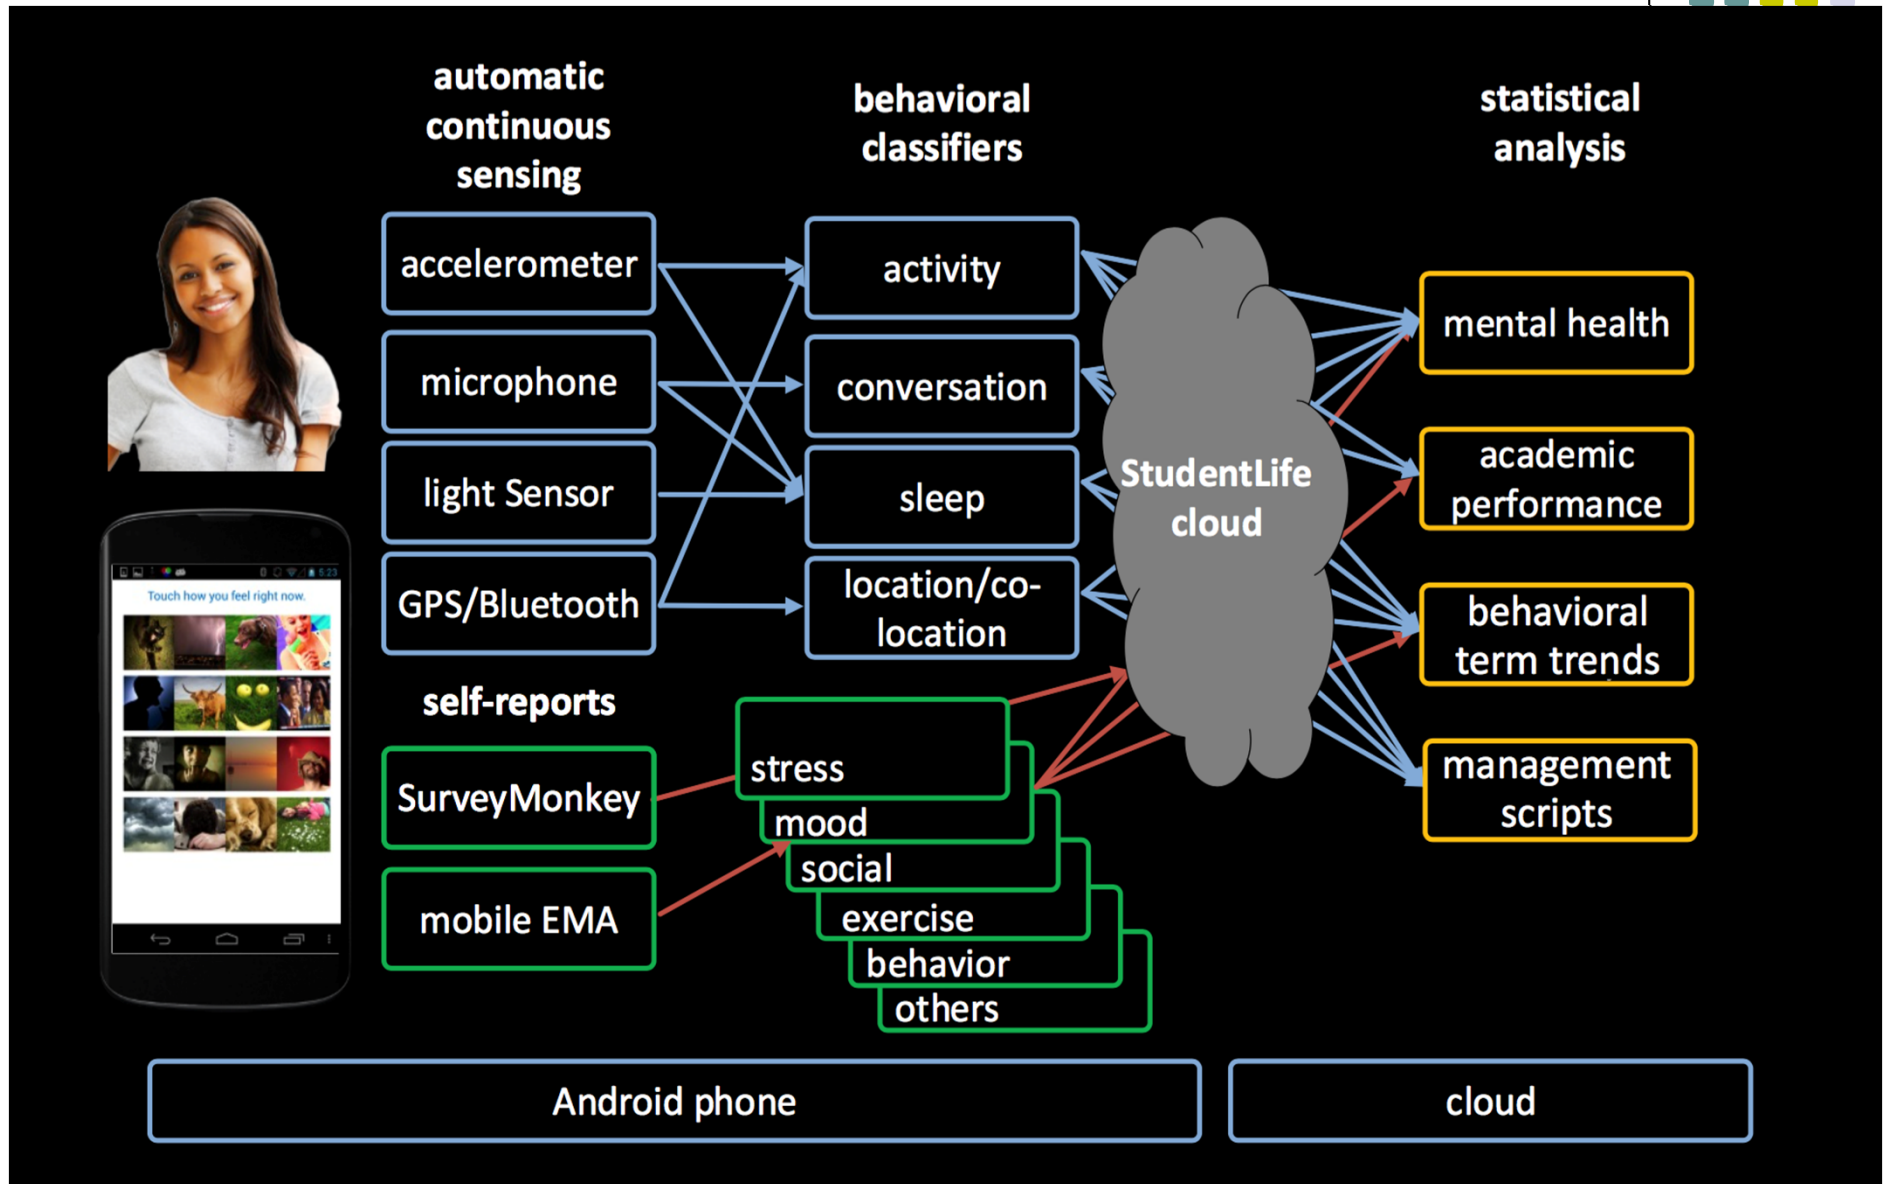 automatic
continuous
sensing
behavioral
classifiers
statistical
analysis
accelerometer
microphone
light Sensor
GPS/Bluetooth
activity
conversation
sleep
location/co-
location
StudentLife
cloud
mental health
academic
performance
behavioral
term trends
management
scripts
self-reports
SurveyMonkey
mobile EMA
stress
mood
social
exercise
behavior
others
5:23
Touch how you feel right now.
Android phone
cloud